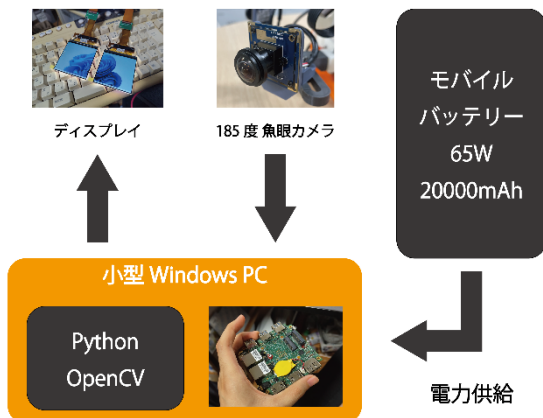 ディスプレイ
185 度 魚眼カメラ
モバイル
バッテリー
65W
20000mAh
小型 Windows PC
Python
OpenCV
電力供給